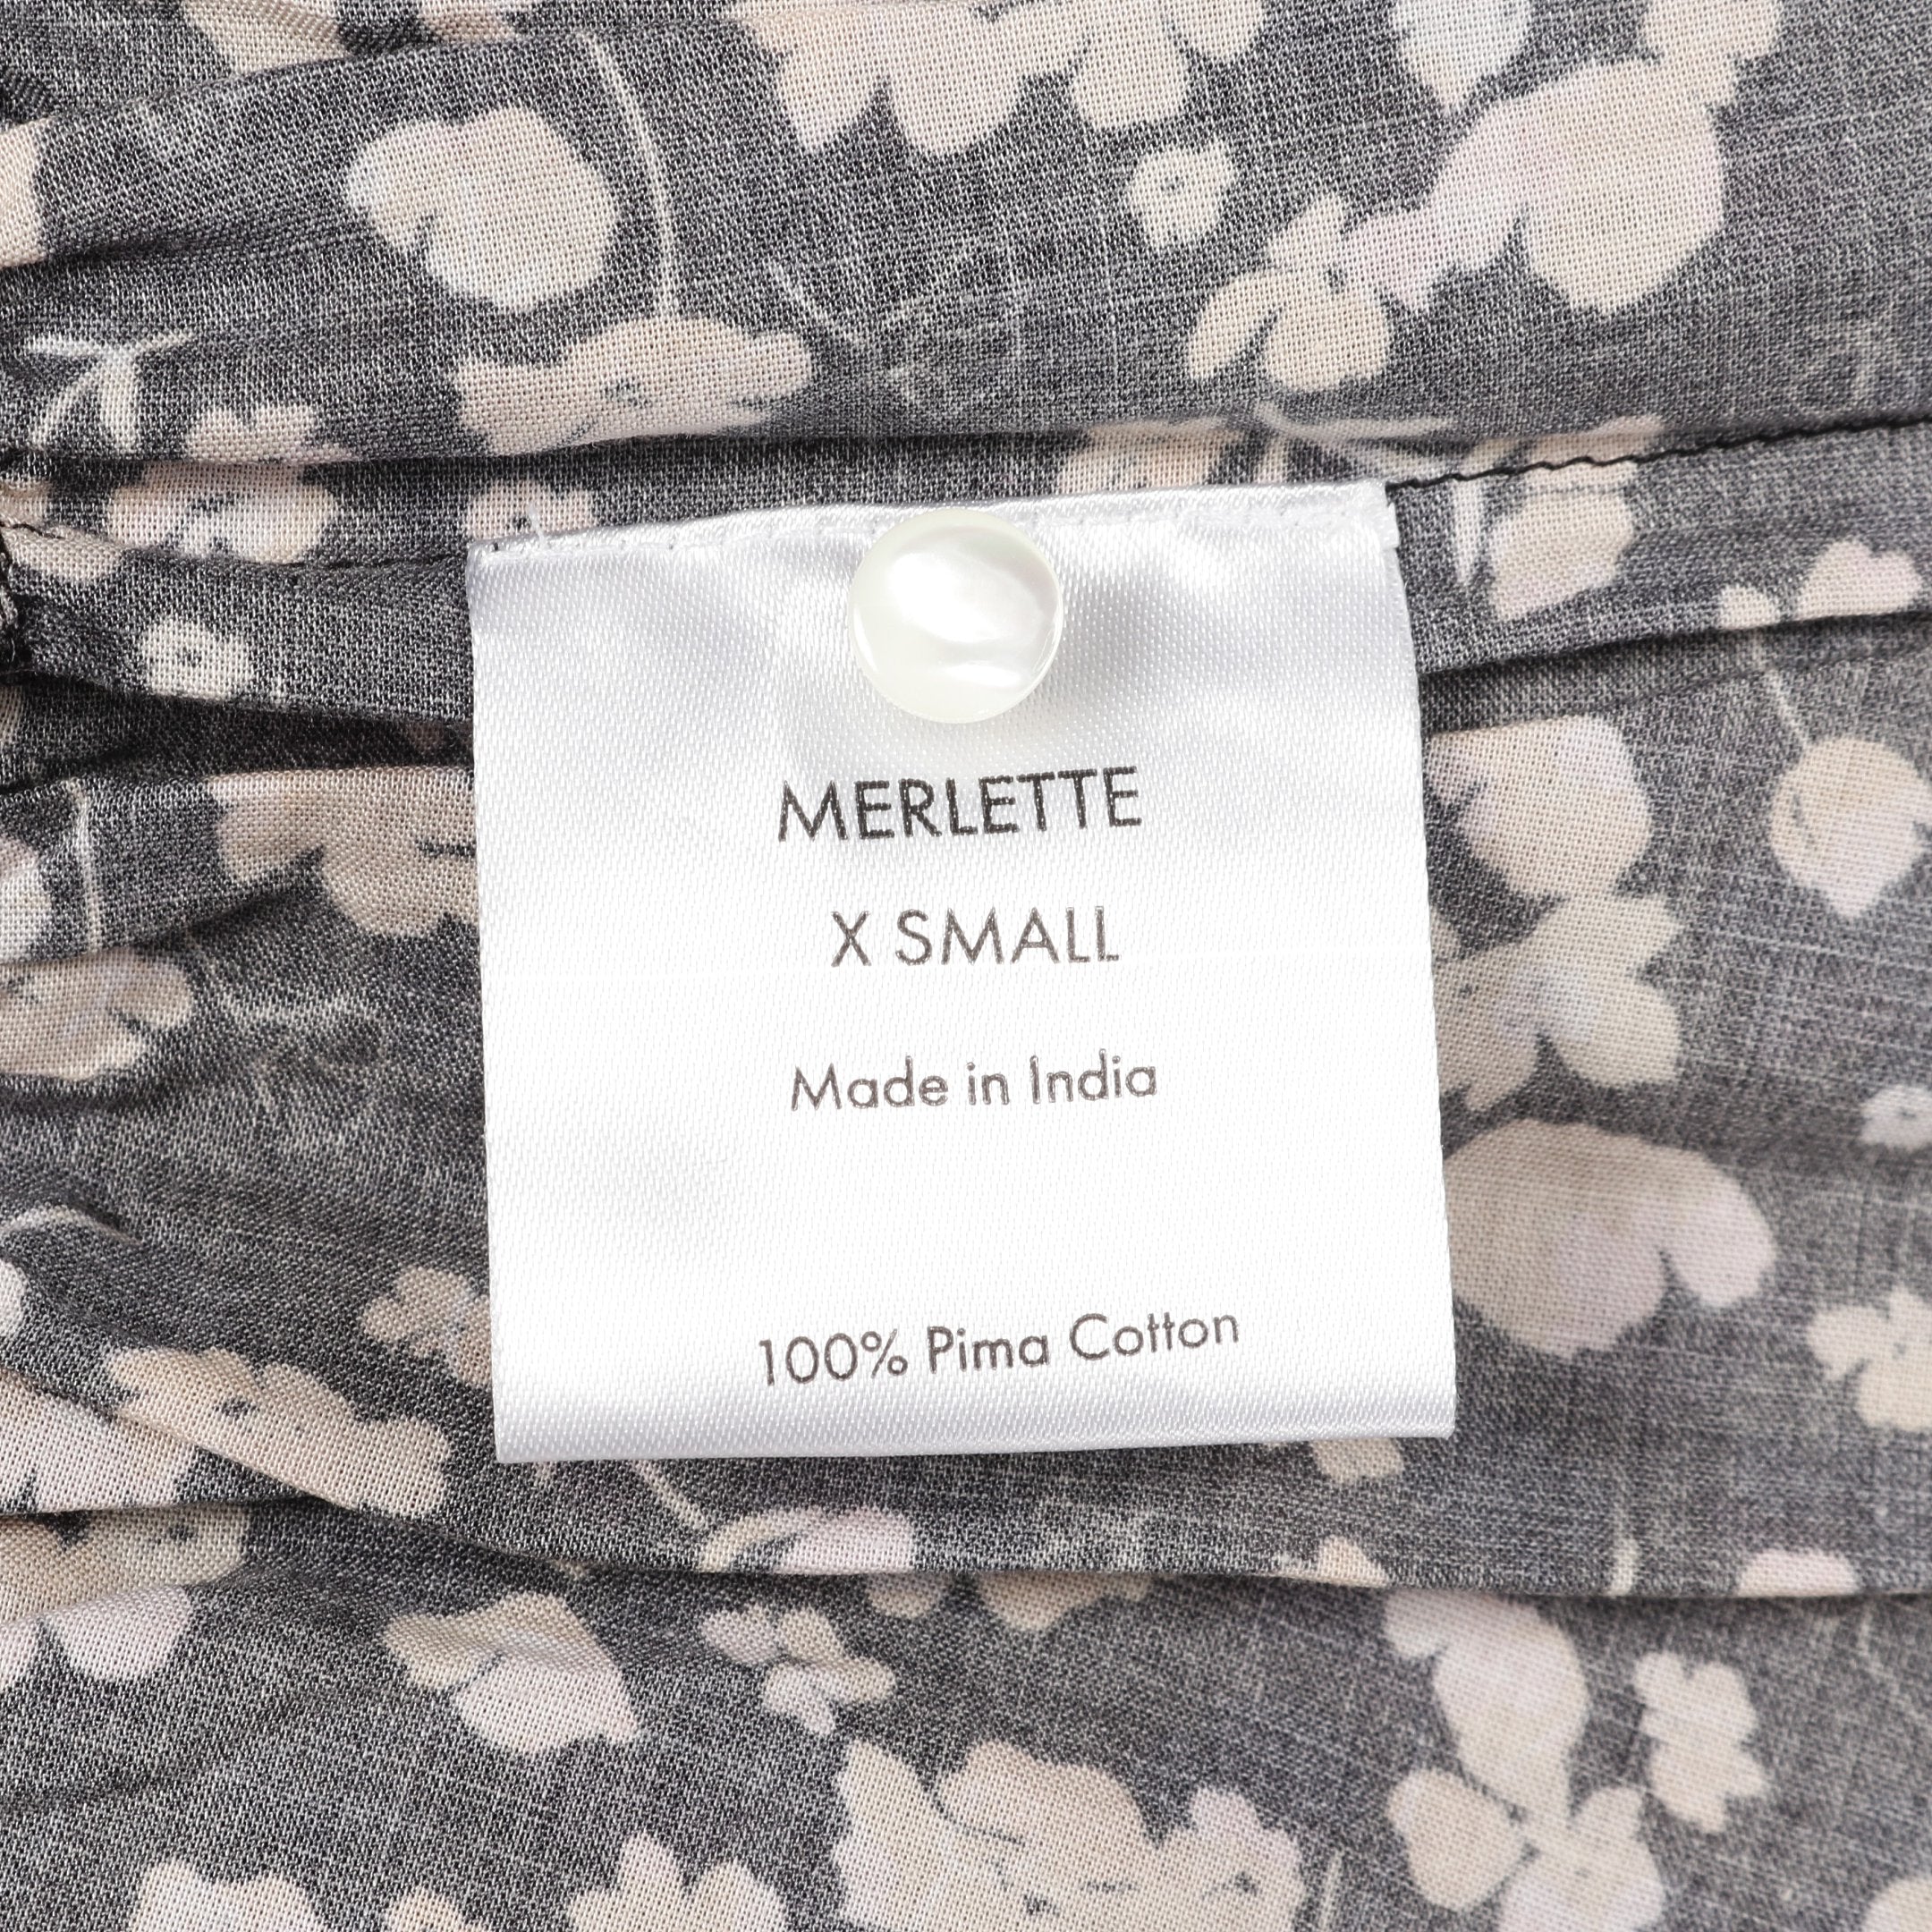 MERLETTE
X SMALL
Made in India
100% Pima Cotton